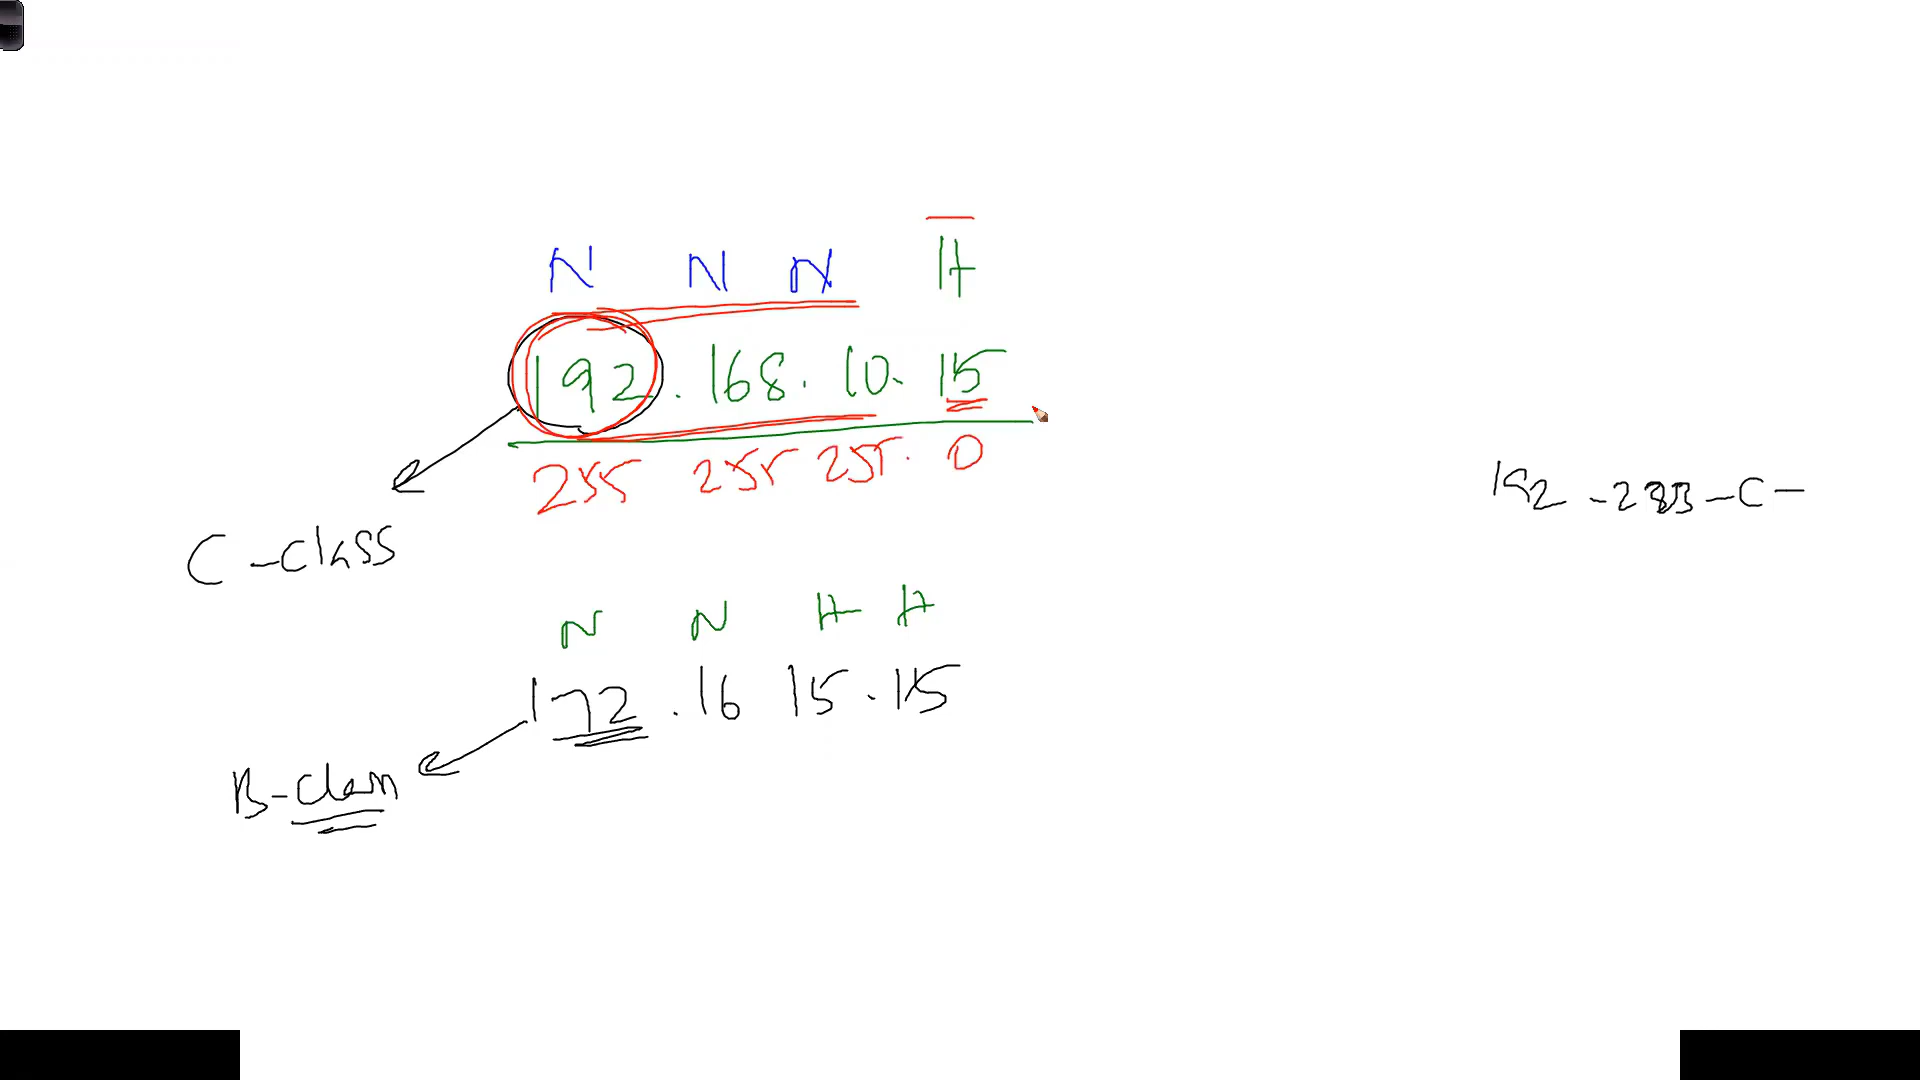 N N N H
192.168.10.15
255 255 255. 0
192 - 223 - C -
C - class
N N H H
172.16 15.15
B - class